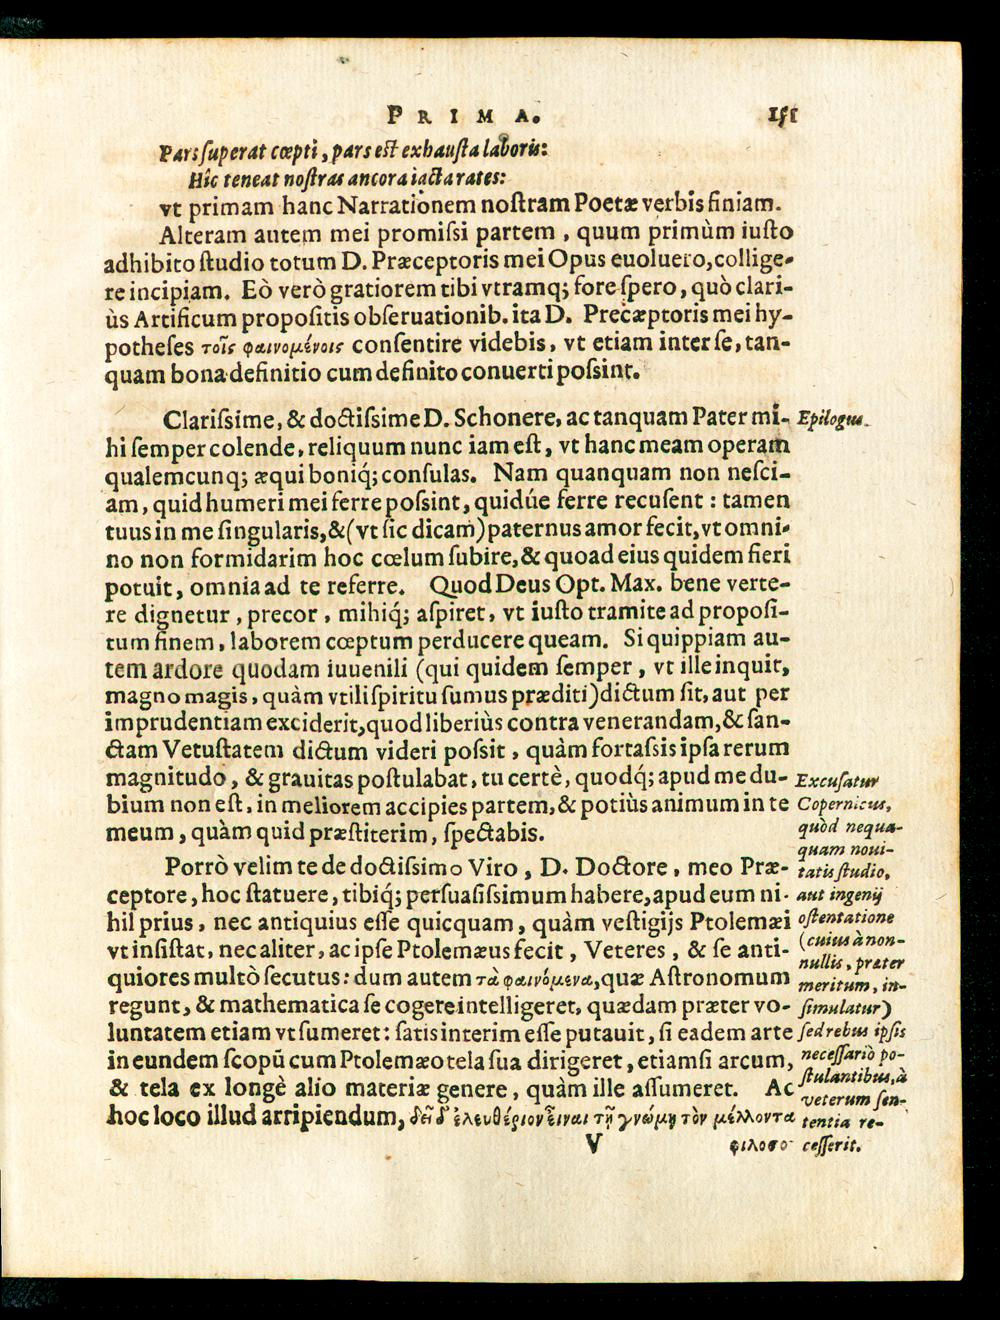 PRIMA. 151
Pars ſuperat cœpti, pars eſt exhauſta laboris:
Hîc teneat noſtras ancora iacta rates:
vt primam hanc Narrationem noſtram Poetæ verbis finiam.
Alteram autem mei promiſsi partem, quum primùm iuſto
adhibito ſtudio totum D. Præceptoris mei Opus euoluero, collige-
re incipiam. Eò verò gratiorem tibi vtramq; fore ſpero, quò clari-
ùs Artificum propoſitis obſeruationib. ita D. Precæptoris mei hy-
potheſes τοῖς φαινομένοις conſentire videbis, vt etiam inter ſe, tan-
quam bona definitio cum definito conuerti poſsint.
Clariſsime, & doctiſsime D. Schonere, ac tanquam Pater mi-
Epilogus.
hi ſemper colende, reliquum nunc iam eſt, vt hanc meam operam
qualemcunq; æqui boniq́; conſulas. Nam quanquam non neſci-
am, quid humeri mei ferre poſsint, quidúe ferre recuſent: tamen
tuus in me ſingularis, & (vt ſic dicam) paternus amor fecit, vt omni-
no non formidarim hoc cœlum ſubire, & quoad eius quidem fieri
potuit, omnia ad te referre. Quod Deus Opt. Max. bene verte-
re dignetur, precor, mihiq́; aſpiret, vt iuſto tramite ad propoſi-
tum finem, laborem cœptum perducere queam. Si quippiam au-
tem ardore quodam iuuenili (qui quidem ſemper, vt ille inquit,
magno magis, quàm vtili ſpiritu ſumus præditi) dictum ſit, aut per
imprudentiam exciderit, quod liberiùs contra venerandam, & ſan-
ctam Vetuſtatem dictum videri poſsit, quàm fortaſsis ipſa rerum
magnitudo, & grauitas poſtulabat, tu certè, quodq́; apud me du-
bium non eſt, in meliorem accipies partem, & potiùs animum in te
meum, quàm quid præſtiterim, ſpectabis.
Porrò velim te de doctiſsimo Viro, D. Doctore, meo Præ-
ceptore, hoc ſtatuere, tibiq́; perſuaſiſsimum habere, apud eum ni-
hil prius, nec antiquius eſſe quicquam, quàm veſtigijs Ptolemæi
vt inſiſtat, nec aliter, ac ipſe Ptolemæus fecit, Veteres, & ſe anti-
quiores multò ſecutus: dum autem τὰ φαινόμενα, quæ Aſtronomum
regunt, & mathematica ſe cogere intelligeret, quædam præter vo-
luntatem etiam vt ſumeret: ſatis interim eſſe putauit, ſi eadem arte
in eundem ſcopū cum Ptolemæo tela ſua dirigeret, etiamſi arcum,
& tela ex longè alio materiæ genere, quàm ille aſſumeret. Ac
hoc loco illud arripiendum, δεῖ δ' ἐλευθέριον εἶναι τῇ γνώμῃ τὸν μέλλοντα
Excuſatur
Copernicus,
quòd nequa-
quam noui-
tatis ſtudio,
aut ingenij
oſtentatione
(cuius à non-
nullis, præter
meritum, in-
ſimulatur)
ſed rebus ipſis
neceſſariò po-
ſtulantibus, à
veterum ſen-
tentia re-
ceſſerit.
V φιλοσο-